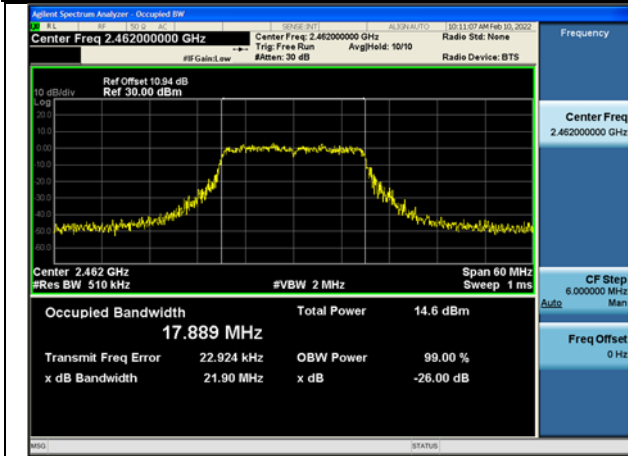 Agilent Spectrum Analyzer - Occupied BW
RL RF 50 Ω AC SENSE:INT ALIGN AUTO 10:11:07 AM Feb 10, 2022
Center Freq 2.462000000 GHz
Center Freq: 2.462000000 GHz
Trig: Free Run Avg|Hold: 10/10
#IFGain:Low #Atten: 30 dB
Radio Std: None
Radio Device: BTS
Ref Offset 10.94 dB
10 dB/div Ref 30.00 dBm
Log
20.0
10.0
0.00
-10.0
-20.0
-30.0
-40.0
-50.0
-60.0
Center 2.462 GHz Span 60 MHz
#Res BW 510 kHz #VBW 2 MHz Sweep 1 ms
Occupied Bandwidth Total Power 14.6 dBm
17.889 MHz
Transmit Freq Error 22.924 kHz OBW Power 99.00 %
x dB Bandwidth 21.90 MHz x dB -26.00 dB
MSG STATUS
Frequency
Center Freq
2.462000000 GHz
CF Step
6.000000 MHz
Auto Man
Freq Offset
0 Hz